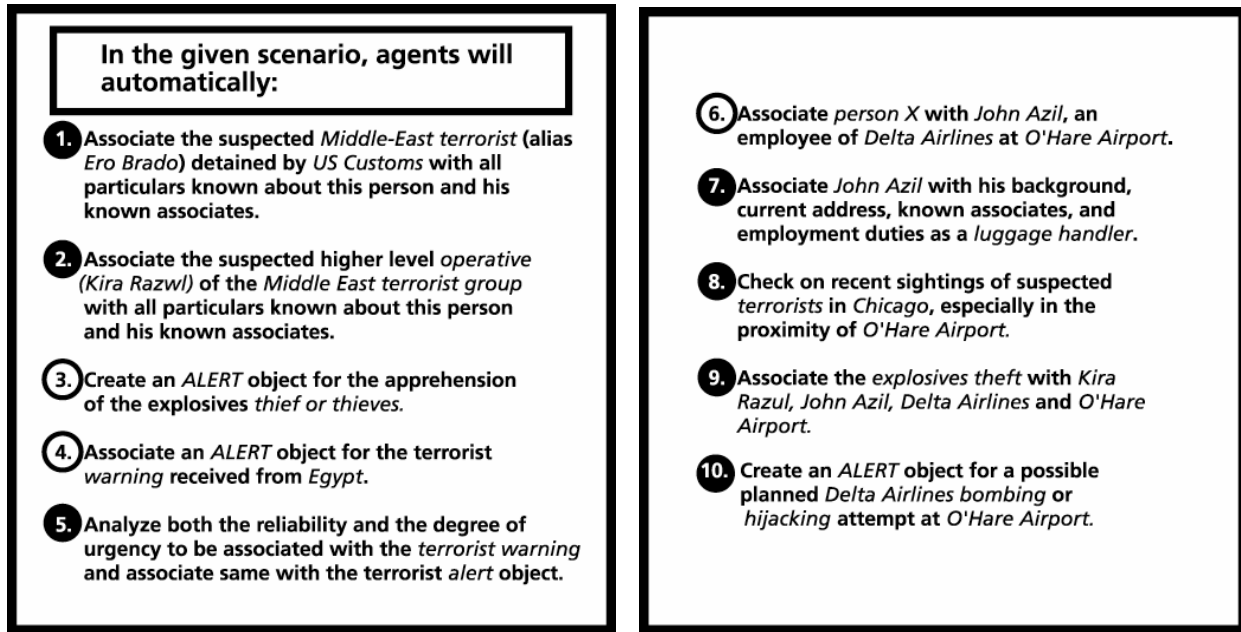 In the given scenario, agents will
automatically:
1. Associate the suspected Middle-East terrorist (alias
Ero Brado) detained by US Customs with all
particulars known about this person and his
known associates.
2. Associate the suspected higher level operative
(Kira Razwl) of the Middle East terrorist group
with all particulars known about this person
and his known associates.
3. Create an ALERT object for the apprehension
of the explosives thief or thieves.
4. Associate an ALERT object for the terrorist
warning received from Egypt.
5. Analyze both the reliability and the degree of
urgency to be associated with the terrorist warning
and associate same with the terrorist alert object.
6. Associate person X with John Azil, an
employee of Delta Airlines at O'Hare Airport.
7. Associate John Azil with his background,
current address, known associates, and
employment duties as a luggage handler.
8. Check on recent sightings of suspected
terrorists in Chicago, especially in the
proximity of O'Hare Airport.
9. Associate the explosives theft with Kira
Razul, John Azil, Delta Airlines and O'Hare
Airport.
10. Create an ALERT object for a possible
planned Delta Airlines bombing or
hijacking attempt at O'Hare Airport.